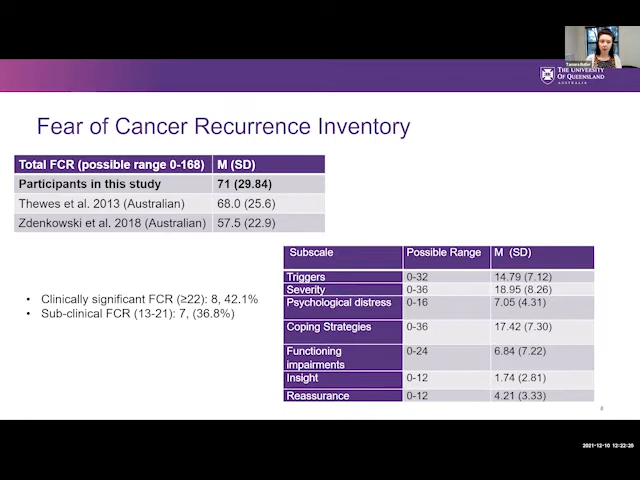 Tamara Butler
THE UNIVERSITY
OF QUEENSLAND
AUSTRALIA
Fear of Cancer Recurrence Inventory
Total FCR (possible range 0-168) M (SD)
Participants in this study 71 (29.84)
Thewes et al. 2013 (Australian) 68.0 (25.6)
Zdenkowski et al. 2018 (Australian) 57.5 (22.9)
Subscale Possible Range M (SD)
Triggers 0-32 14.79 (7.12)
Severity 0-36 18.95 (8.26)
Psychological distress 0-16 7.05 (4.31)
Coping Strategies 0-36 17.42 (7.30)
Functioning 0-24 6.84 (7.22)
impairments
Insight 0-12 1.74 (2.81)
Reassurance 0-12 4.21 (3.33)
• Clinically significant FCR (≥22): 8, 42.1%
• Sub-clinical FCR (13-21): 7, (36.8%)
8
2021-12-10 12:22:25